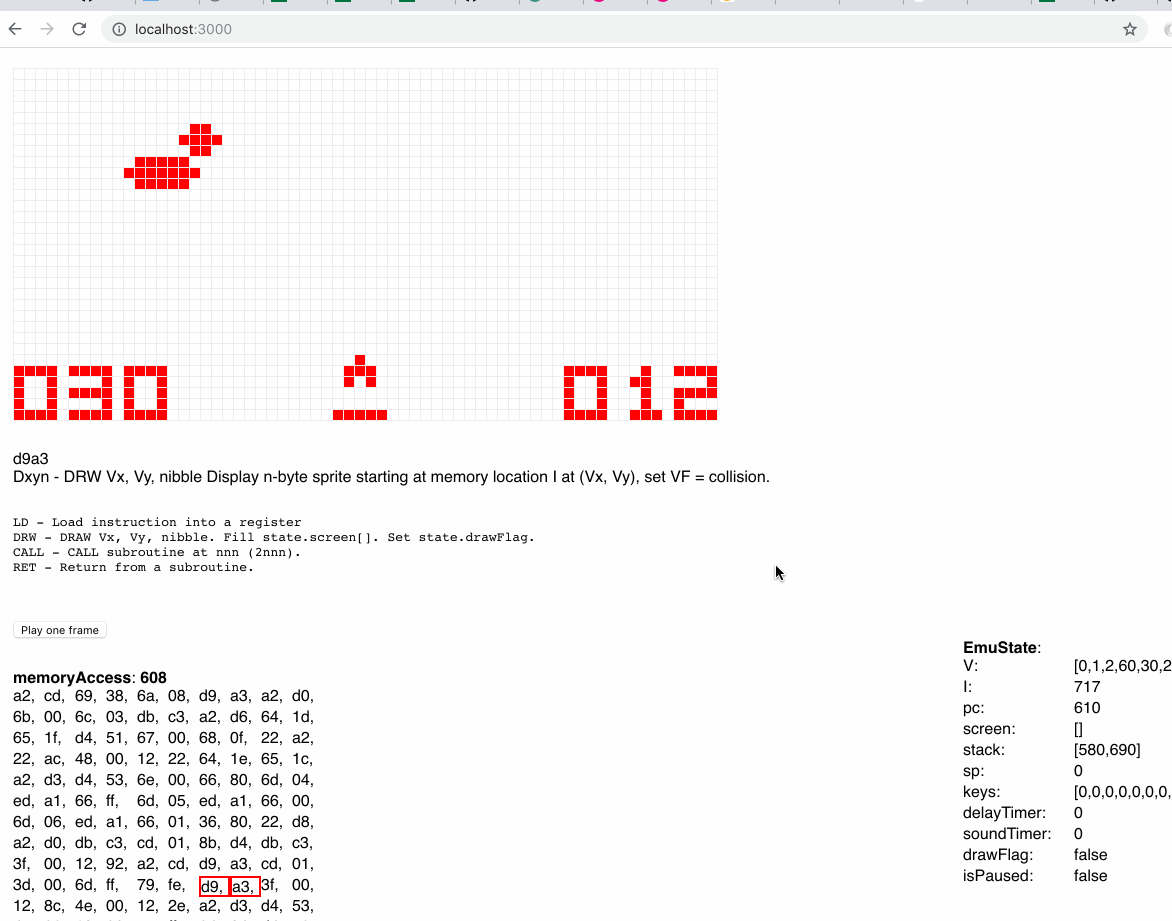 localhost:3000
030 012
d9a3
Dxyn - DRW Vx, Vy, nibble Display n-byte sprite starting at memory location I at (Vx, Vy), set VF = collision.
LD - Load instruction into a register
DRW - DRAW Vx, Vy, nibble. Fill state.screen[]. Set state.drawFlag.
CALL - CALL subroutine at nnn (2nnn).
RET - Return from a subroutine.
Play one frame
memoryAccess: 608
a2, cd, 69, 38, 6a, 08, d9, a3, a2, d0,
6b, 00, 6c, 03, db, c3, a2, d6, 64, 1d,
65, 1f, d4, 51, 67, 00, 68, 0f, 22, a2,
22, ac, 48, 00, 12, 22, 64, 1e, 65, 1c,
a2, d3, d4, 53, 6e, 00, 66, 80, 6d, 04,
ed, a1, 66, ff, 6d, 05, ed, a1, 66, 00,
6d, 06, ed, a1, 66, 01, 36, 80, 22, d8,
a2, d0, db, c3, cd, 01, 8b, d4, db, c3,
3f, 00, 12, 92, a2, cd, d9, a3, cd, 01,
3d, 00, 6d, ff, 79, fe, d9, a3, 3f, 00,
12, 8c, 4e, 00, 12, 2e, a2, d3, d4, 53,
EmuState:
V: [0,1,2,60,30,2
I: 717
pc: 610
screen: []
stack: [580,690]
sp: 0
keys: [0,0,0,0,0,0,0,
delayTimer: 0
soundTimer: 0
drawFlag: false
isPaused: false